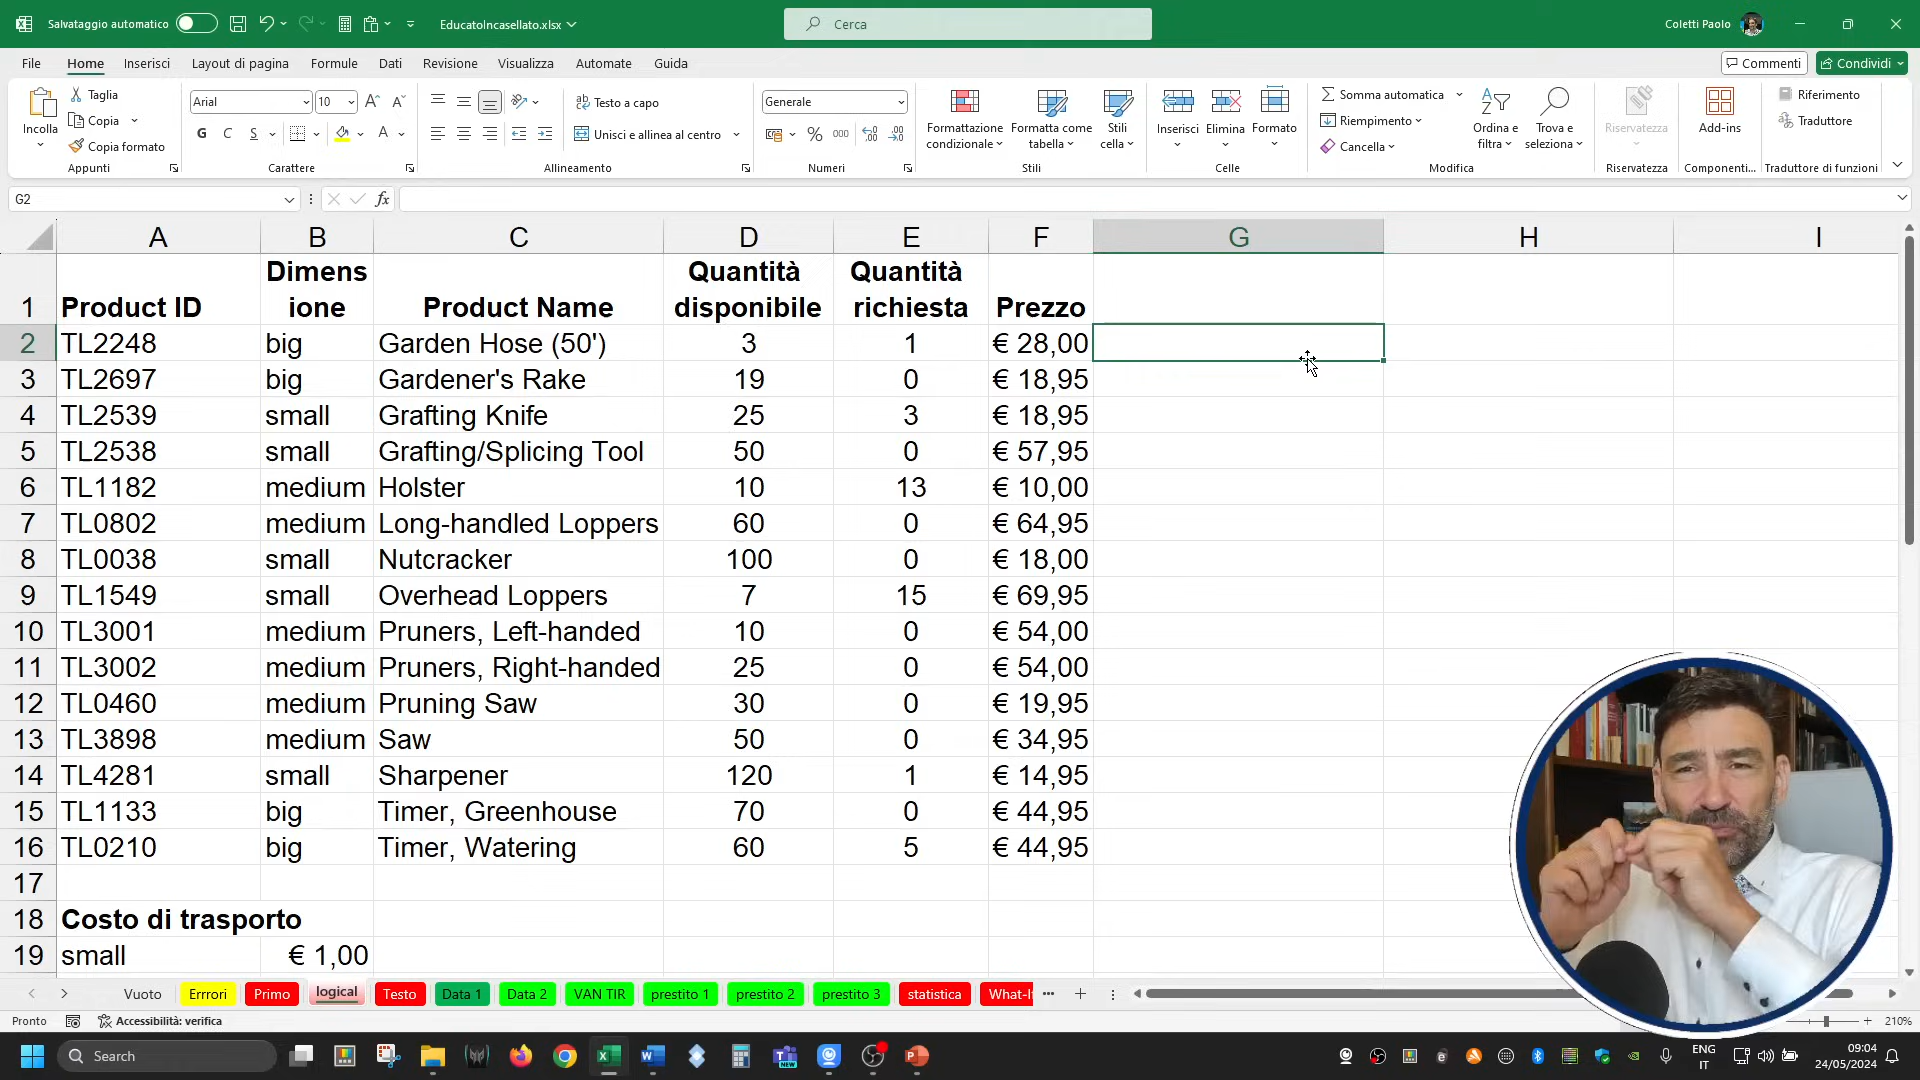 Salvataggio automatico
EducatoIncasellato.xlsx
Cerca
Coletti Paolo
File Home Inserisci Layout di pagina Formule Dati Revisione Visualizza Automate Guida
Commenti Condividi
Incolla
Taglia
Copia
Copia formato
Appunti
Arial 10
G C S
Carattere
Testo a capo
Unisci e allinea al centro
Allineamento
Generale
% 000
Numeri
Formattazione condizionale
Formatta come tabella
Stili cella
Stili
Inserisci Elimina Formato
Celle
Somma automatica
Riempimento
Cancella
Ordina e filtra
Trova e seleziona
Modifica
Riservatezza
Riservatezza
Add-ins
Componenti...
Riferimento
Traduttore
Traduttore di funzioni
G2 fx
A B C D E F G H I
1 Product ID Dimensione Product Name Quantità disponibile Quantità richiesta Prezzo
2 TL2248 big Garden Hose (50') 3 1 € 28,00
3 TL2697 big Gardener's Rake 19 0 € 18,95
4 TL2539 small Grafting Knife 25 3 € 18,95
5 TL2538 small Grafting/Splicing Tool 50 0 € 57,95
6 TL1182 medium Holster 10 13 € 10,00
7 TL0802 medium Long-handled Loppers 60 0 € 64,95
8 TL0038 small Nutcracker 100 0 € 18,00
9 TL1549 small Overhead Loppers 7 15 € 69,95
10 TL3001 medium Pruners, Left-handed 10 0 € 54,00
11 TL3002 medium Pruners, Right-handed 25 0 € 54,00
12 TL0460 medium Pruning Saw 30 0 € 19,95
13 TL3898 medium Saw 50 0 € 34,95
14 TL4281 small Sharpener 120 1 € 14,95
15 TL1133 big Timer, Greenhouse 70 0 € 44,95
16 TL0210 big Timer, Watering 60 5 € 44,95
17
18 Costo di trasporto
19 small € 1,00
Vuoto Errrori Primo logical Testo Data 1 Data 2 VAN TIR prestito 1 prestito 2 prestito 3 statistica What-I
Pronto Accessibilità: verifica 210%
Search
ENG
IT
09:04
24/05/2024